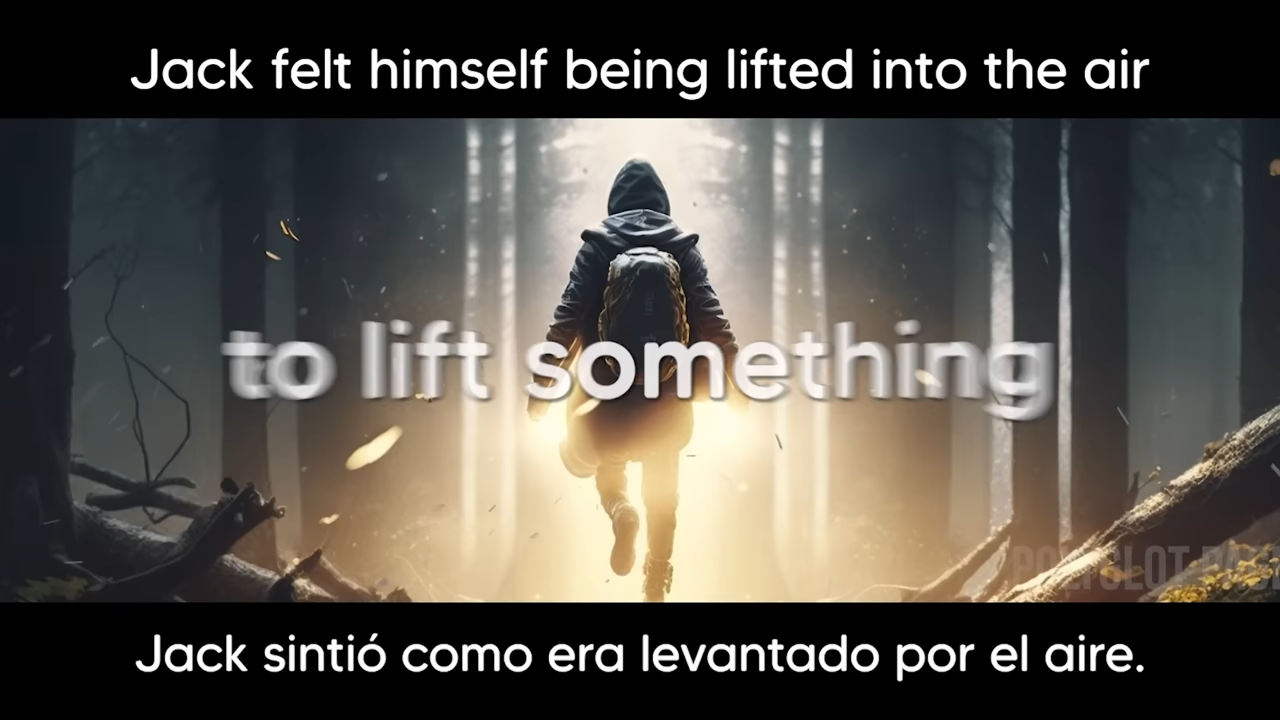 Jack felt himself being lifted into the air
to lift something
Jack sintió como era levantado por el aire.